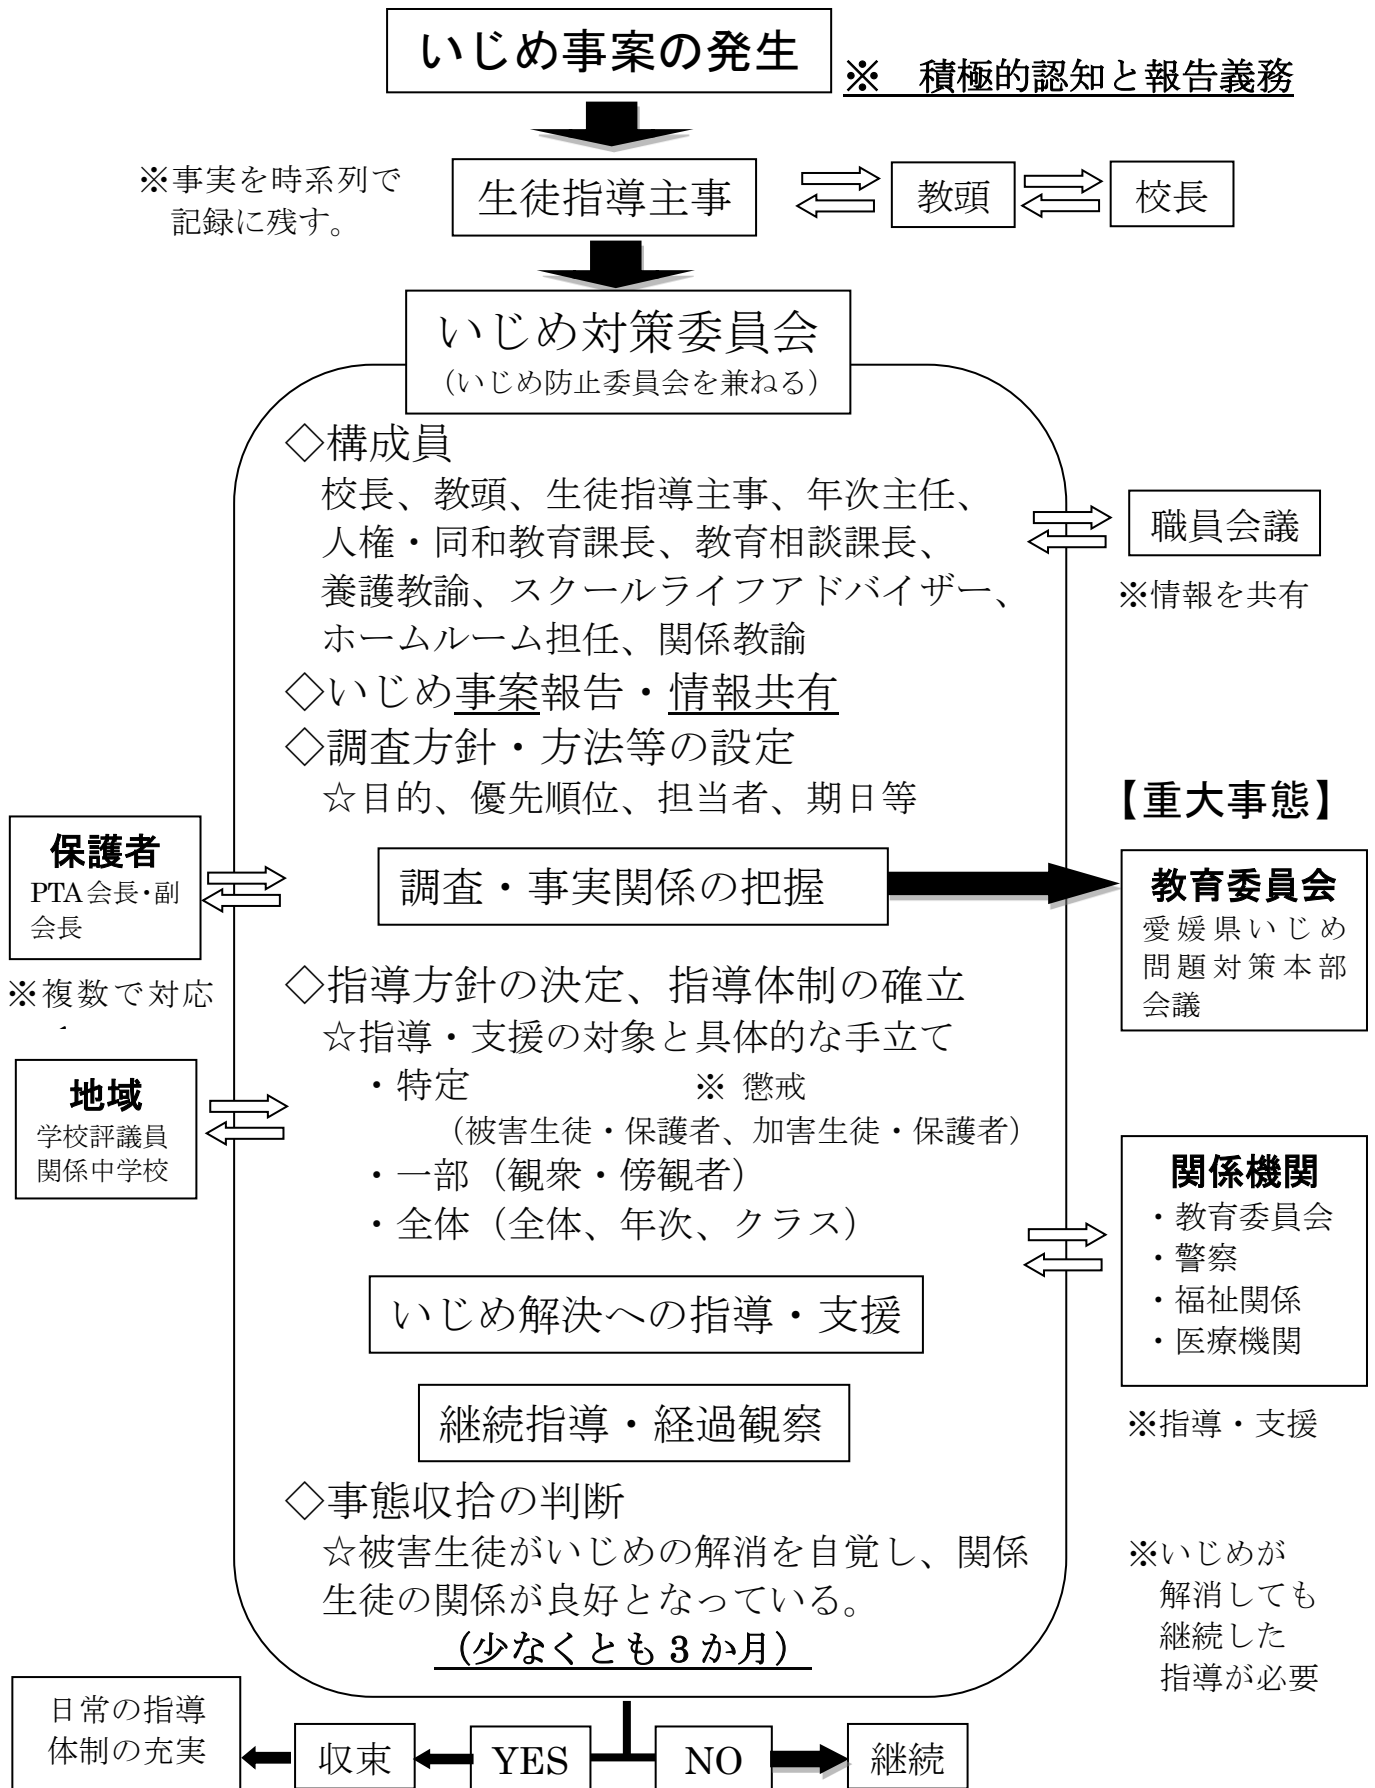 いじめ事案の発生
※　積極的認知と報告義務
※事実を時系列で
記録に残す。
生徒指導主事
教頭
校長
いじめ対策委員会
（いじめ防止委員会を兼ねる）
◇構成員
校長、教頭、生徒指導主事、年次主任、
人権・同和教育課長、教育相談課長、
養護教諭、スクールライフアドバイザー、
ホームルーム担任、関係教諭
職員会議
※情報を共有
◇いじめ事案報告・情報共有
◇調査方針・方法等の設定
☆目的、優先順位、担当者、期日等
【重大事態】
保護者
PTA会長・副
会長
※複数で対応
調査・事実関係の把握
教育委員会
愛媛県いじめ
問題対策本部
会議
◇指導方針の決定、指導体制の確立
☆指導・支援の対象と具体的な手立て
・特定　※ 懲戒
（被害生徒・保護者、加害生徒・保護者）
・一部（観衆・傍観者）
・全体（全体、年次、クラス）
地域
学校評議員
関係中学校
関係機関
・教育委員会
・警察
・福祉関係
・医療機関
※指導・支援
いじめ解決への指導・支援
継続指導・経過観察
◇事態収拾の判断
☆被害生徒がいじめの解消を自覚し、関係
生徒の関係が良好となっている。
（少なくとも 3 か月）
※いじめが
解消しても
継続した
指導が必要
日常の指導
体制の充実
収束
YES
NO
継続